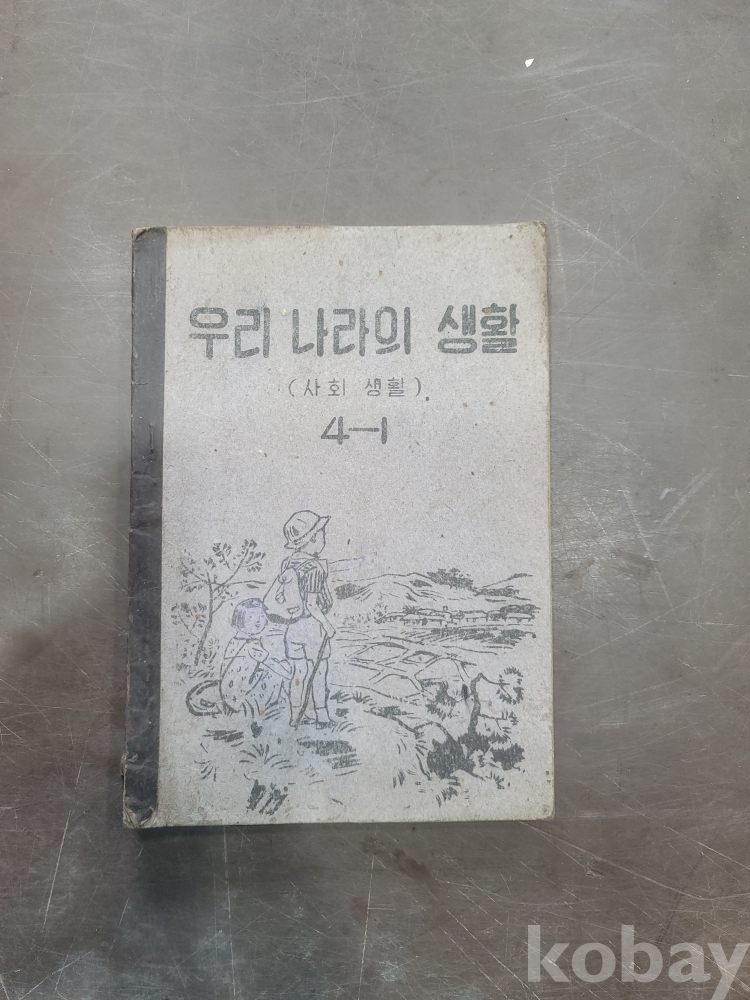 우리 나라의 생활
(사회 생활)
4-1
kobay